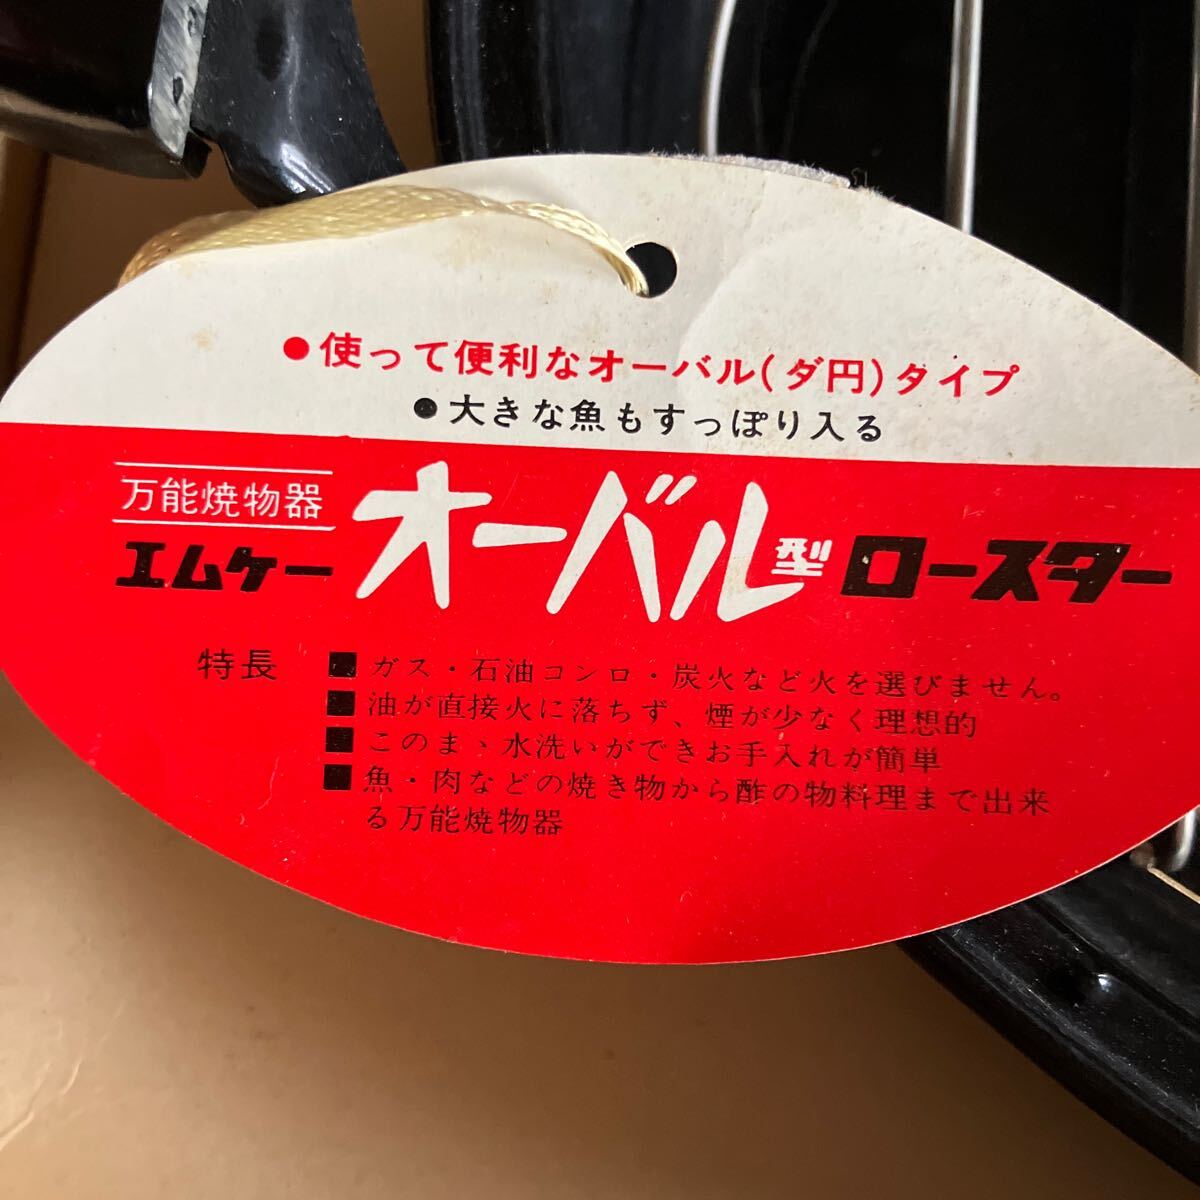 ●使って便利なオーバル(ダ円)タイプ
●大きな魚もすっぽり入る
万能焼物器
エムケー オーバル型 ロースター
特長 ■ガス・石油コンロ・炭火など火を選びません。
■油が直接火に落ちず、煙が少なく理想的
■このまゝ水洗いができお手入れが簡単
■魚・肉などの焼き物から酢の物料理まで出来
る万能焼物器